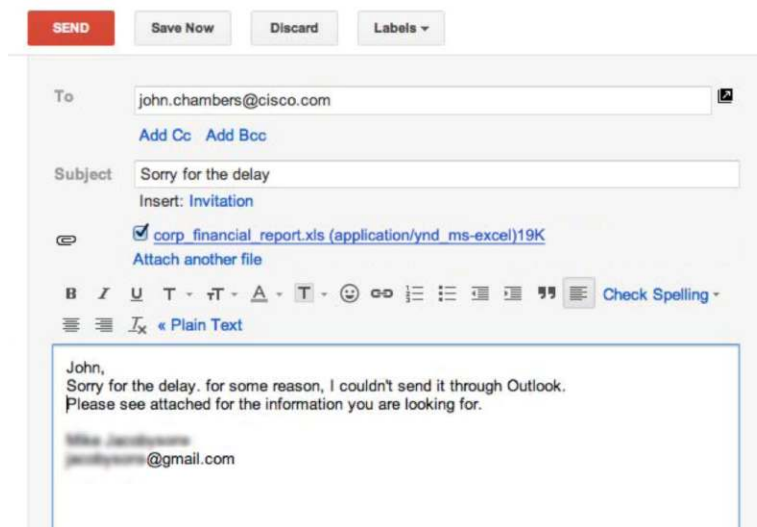 SEND Save Now Discard Labels
To john.chambers@cisco.com
Add Cc Add Bcc
Subject Sorry for the delay
Insert: Invitation
corp_financial_report.xls (application/ynd_ms-excel)19K
Attach another file
B I U T T A T Check Spelling
Tx « Plain Text
John,
Sorry for the delay. for some reason, I couldn't send it through Outlook.
Please see attached for the information you are looking for.
@gmail.com